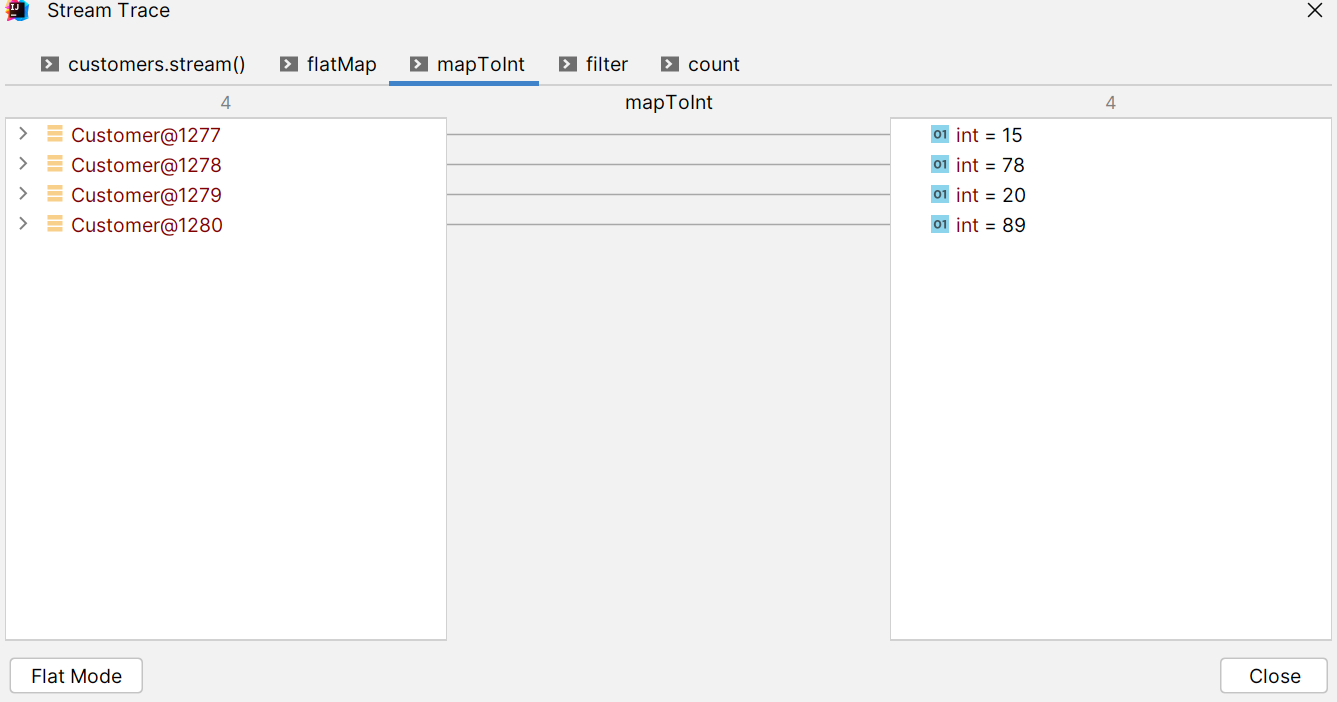 Stream Trace
customers.stream() flatMap mapToInt filter count
4 mapToInt 4
Customer@1277 01 int = 15
Customer@1278 01 int = 78
Customer@1279 01 int = 20
Customer@1280 01 int = 89
Flat Mode Close